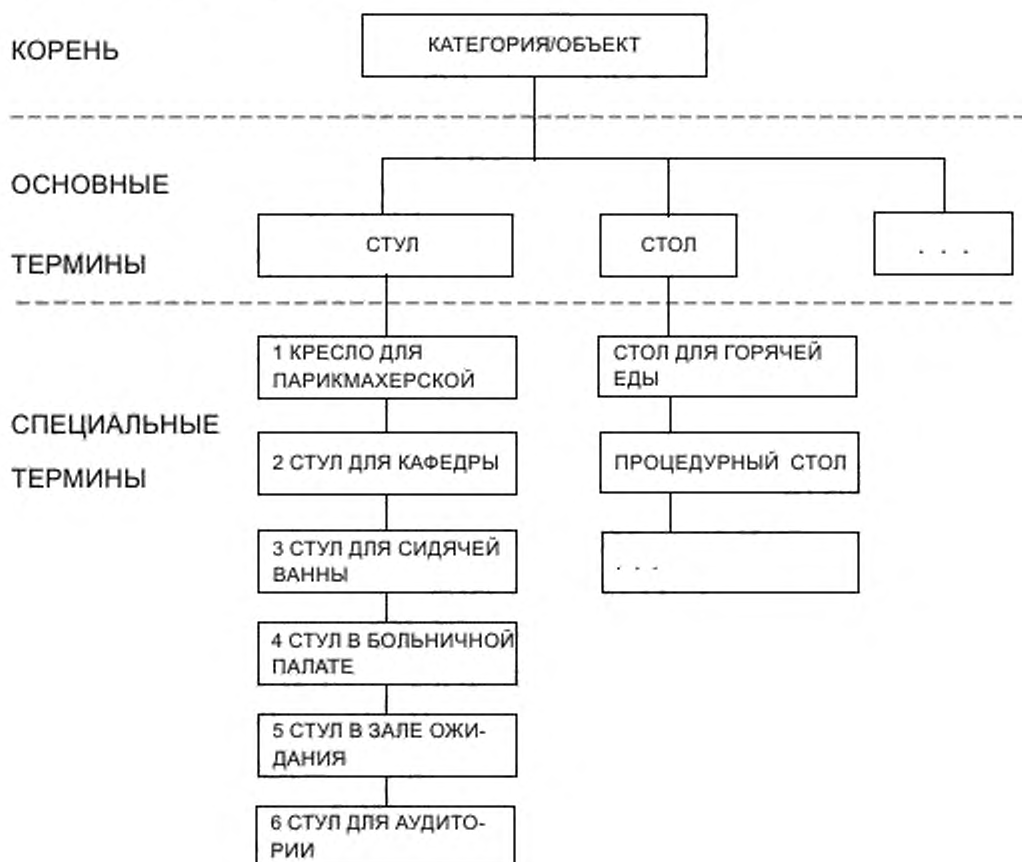 КОРЕНЬ
КАТЕГОРИЯ/ОБЪЕКТ
ОСНОВНЫЕ
ТЕРМИНЫ
СТУЛ
СТОЛ
. . .
СПЕЦИАЛЬНЫЕ
ТЕРМИНЫ
1 КРЕСЛО ДЛЯ
ПАРИКМАХЕРСКОЙ
2 СТУЛ ДЛЯ КАФЕДРЫ
3 СТУЛ ДЛЯ СИДЯЧЕЙ
ВАННЫ
4 СТУЛ В БОЛЬНИЧНОЙ
ПАЛАТЕ
5 СТУЛ В ЗАЛЕ ОЖИ-
ДАНИЯ
6 СТУЛ ДЛЯ АУДИТО-
РИИ
СТОЛ ДЛЯ ГОРЯЧЕЙ
ЕДЫ
ПРОЦЕДУРНЫЙ СТОЛ
. . .